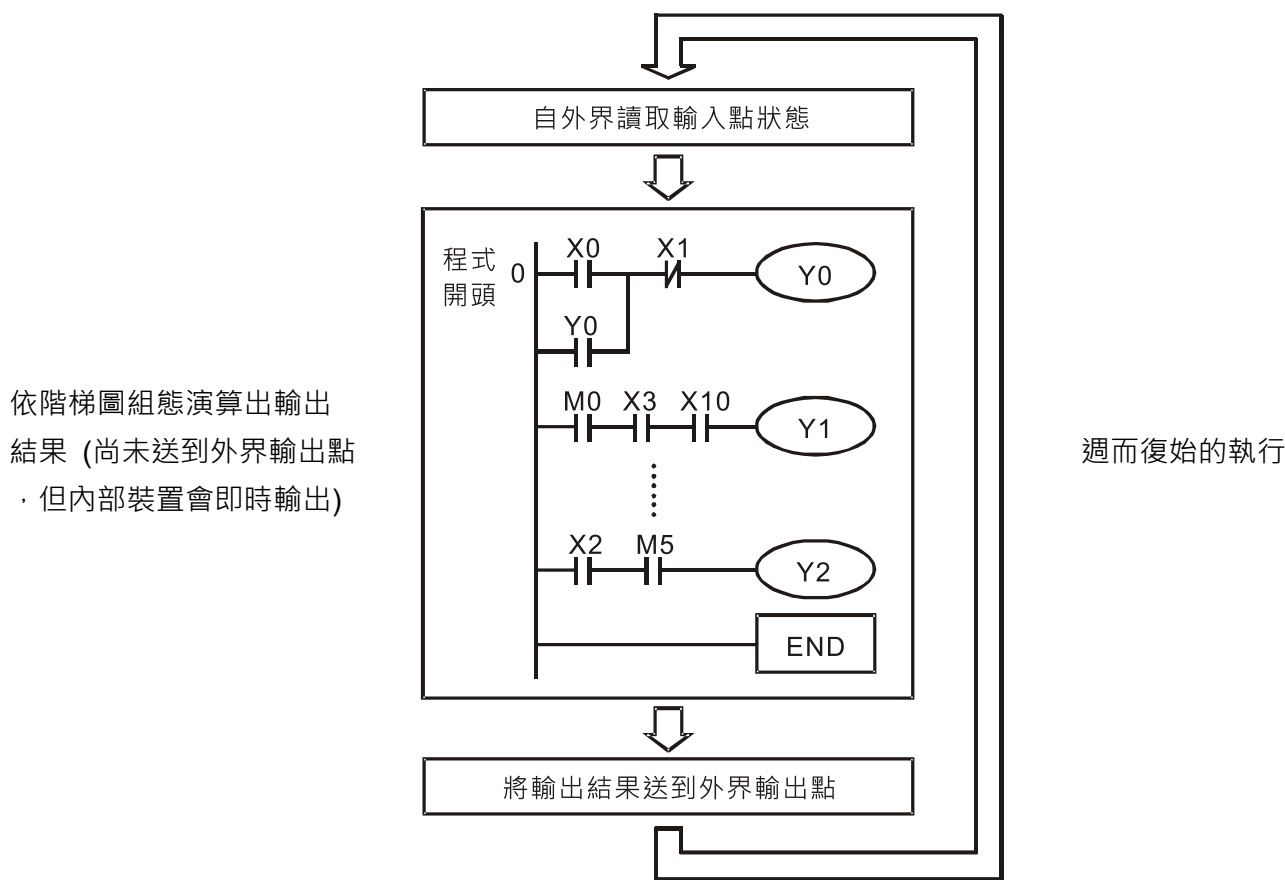 自外界讀取輸入點狀態
程式
開頭
0
X0 X1
Y0
Y0
M0 X3 X10
Y1
X2 M5
Y2
END
依階梯圖組態演算出輸出
結果 (尚未送到外界輸出點
，但內部裝置會即時輸出)
週而復始的執行
將輸出結果送到外界輸出點